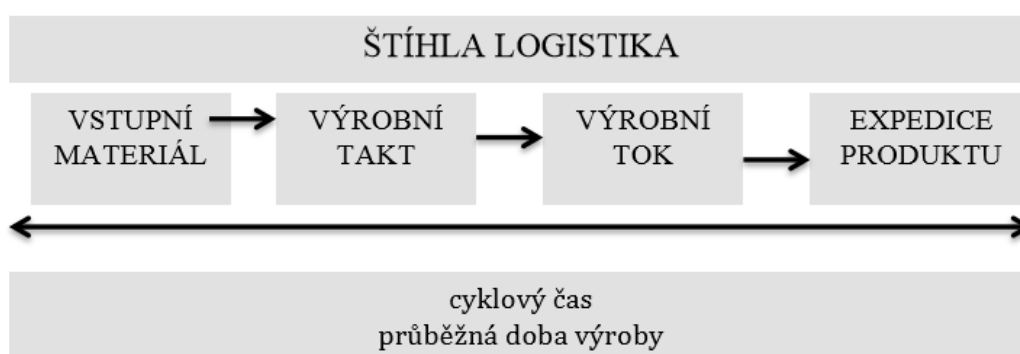 ŠTÍHLA LOGISTIKA
VSTUPNÍ
MATERIÁL
VÝROBNÍ
TAKT
VÝROBNÍ
TOK
EXPEDICE
PRODUKTU
cyklový čas
průběžná doba výroby